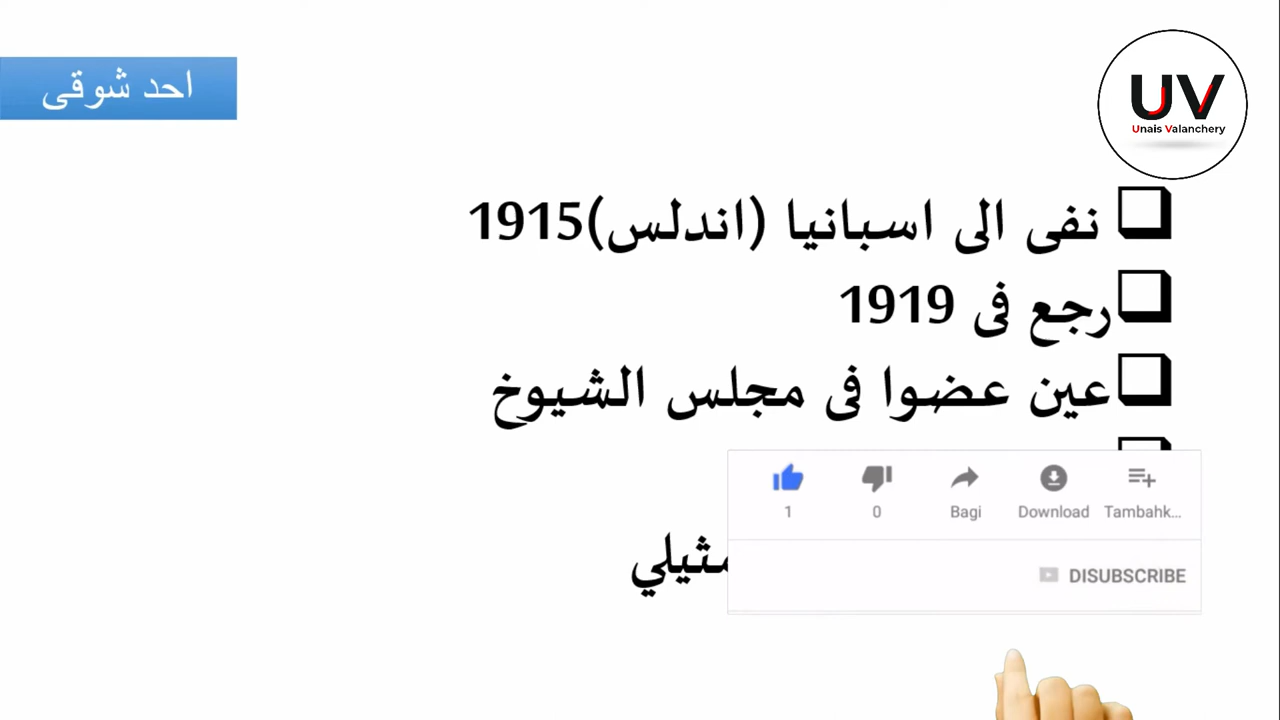 احد شوقى
UV
Unais Valanchery
نفى الى اسبانيا (اندلس)1915
رجع فى 1919
عين عضوا فى مجلس الشيوخ
1
0
Bagi
Download
Tambahk...
DISUBSCRIBE